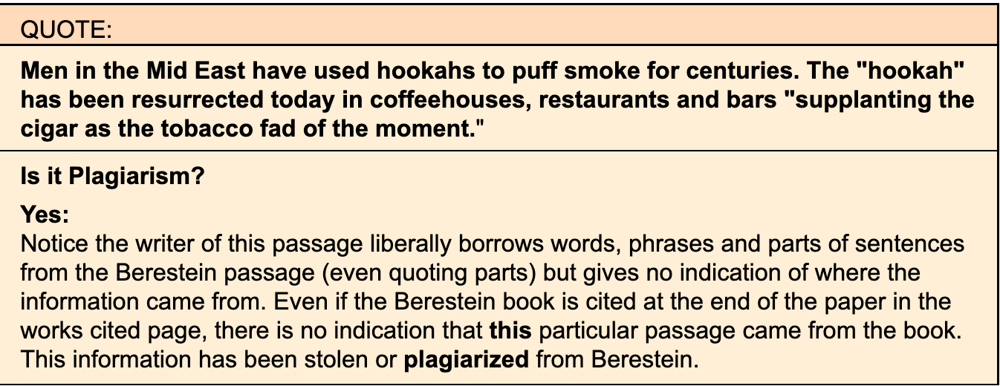 QUOTE:
Men in the Mid East have used hookahs to puff smoke for centuries. The "hookah"
has been resurrected today in coffeehouses, restaurants and bars "supplanting the
cigar as the tobacco fad of the moment."
Is it Plagiarism?
Yes:
Notice the writer of this passage liberally borrows words, phrases and parts of sentences
from the Berestein passage (even quoting parts) but gives no indication of where the
information came from. Even if the Berestein book is cited at the end of the paper in the
works cited page, there is no indication that this particular passage came from the book.
This information has been stolen or plagiarized from Berestein.